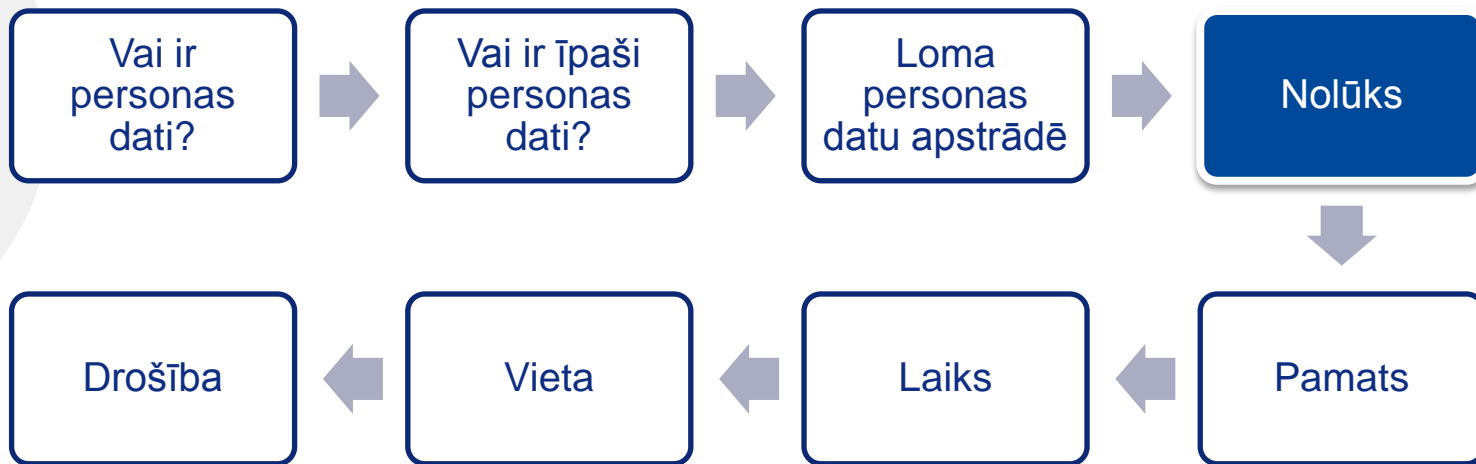 Vai ir
personas
dati?
Vai ir īpaši
personas
dati?
Loma
personas
datu apstrādē
Nolūks
Pamats
Laiks
Vieta
Drošība